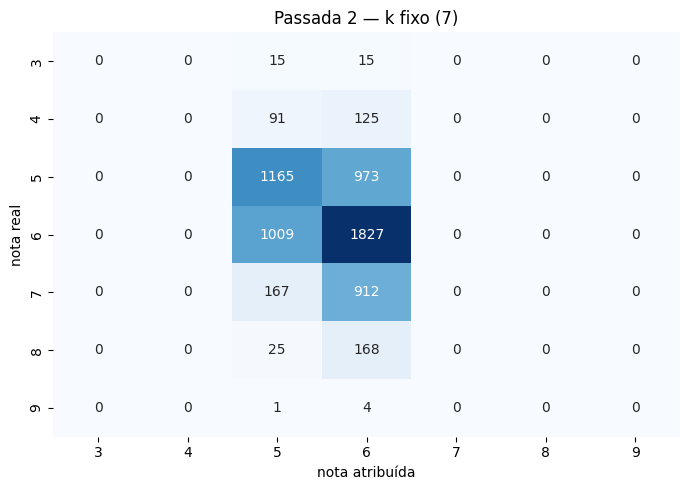 Passada 2 — k fixo (7)
3 0 0 15 15 0 0 0
4 0 0 91 125 0 0 0
5 0 0 1165 973 0 0 0
6 0 0 1009 1827 0 0 0
7 0 0 167 912 0 0 0
8 0 0 25 168 0 0 0
9 0 0 1 4 0 0 0
nota real
3 4 5 6 7 8 9
nota atribuída